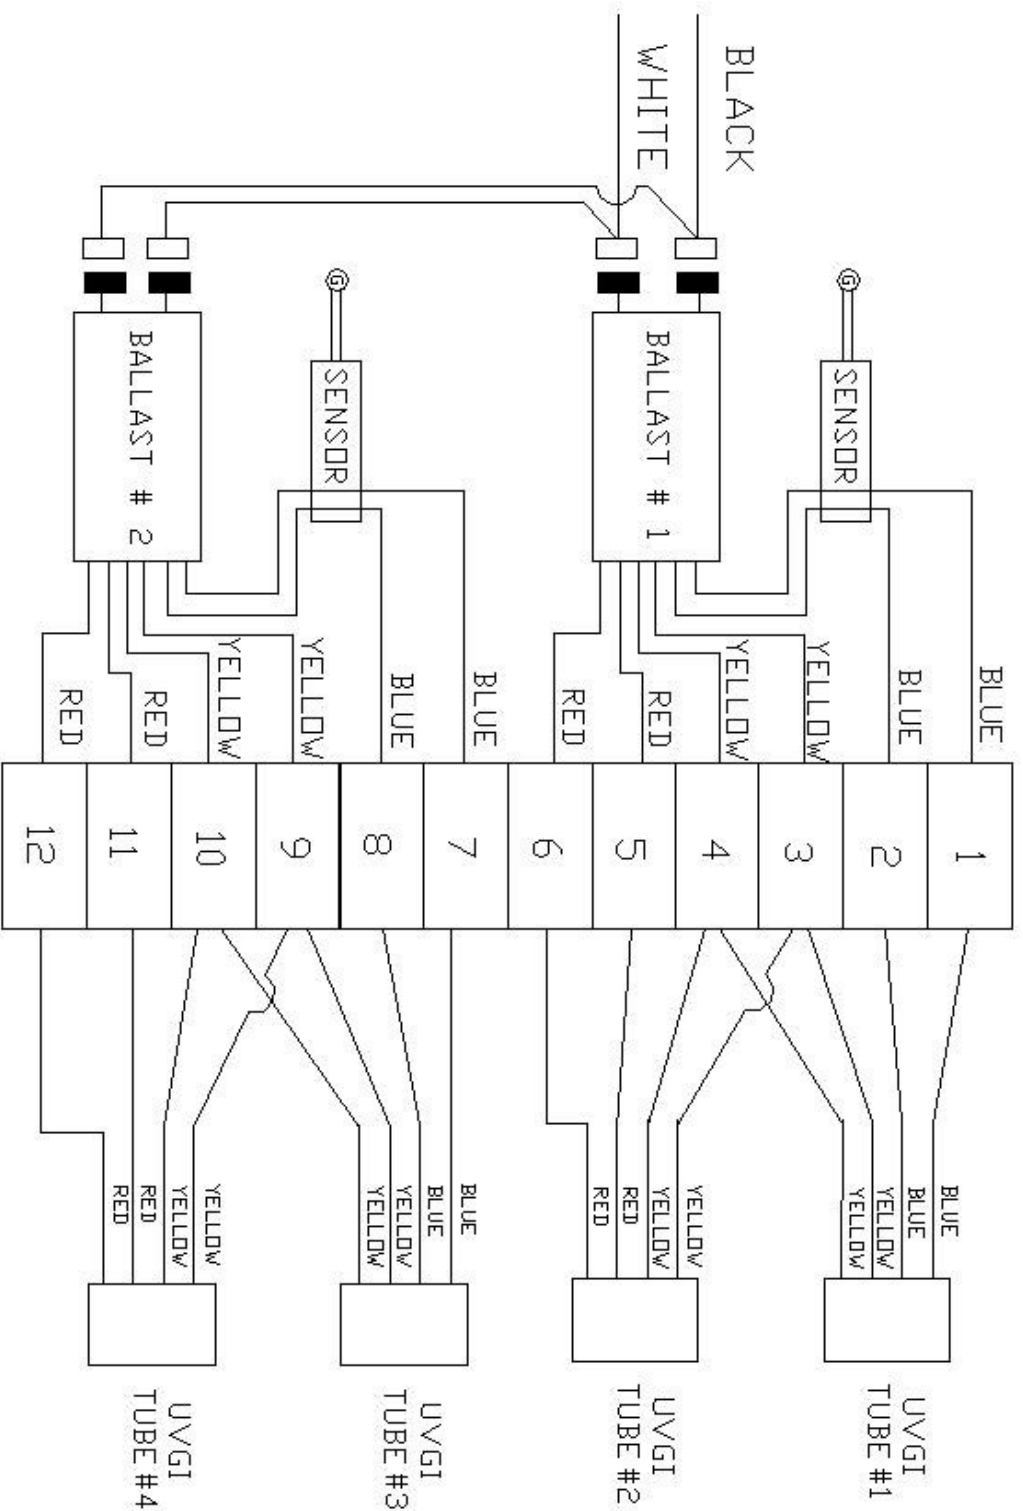 BLACK
WHITE
G
SENSOR
BALLAST # 1
G
SENSOR
BALLAST # 2
BLUE
BLUE
YELLOW
YELLOW
RED
RED
BLUE
BLUE
YELLOW
YELLOW
RED
RED
1
2
3
4
5
6
7
8
9
10
11
12
BLUE
BLUE
YELLOW
YELLOW
YELLOW
YELLOW
RED
RED
BLUE
BLUE
YELLOW
YELLOW
YELLOW
YELLOW
RED
RED
UVGI
TUBE #1
UVGI
TUBE #2
UVGI
TUBE #3
UVGI
TUBE #4